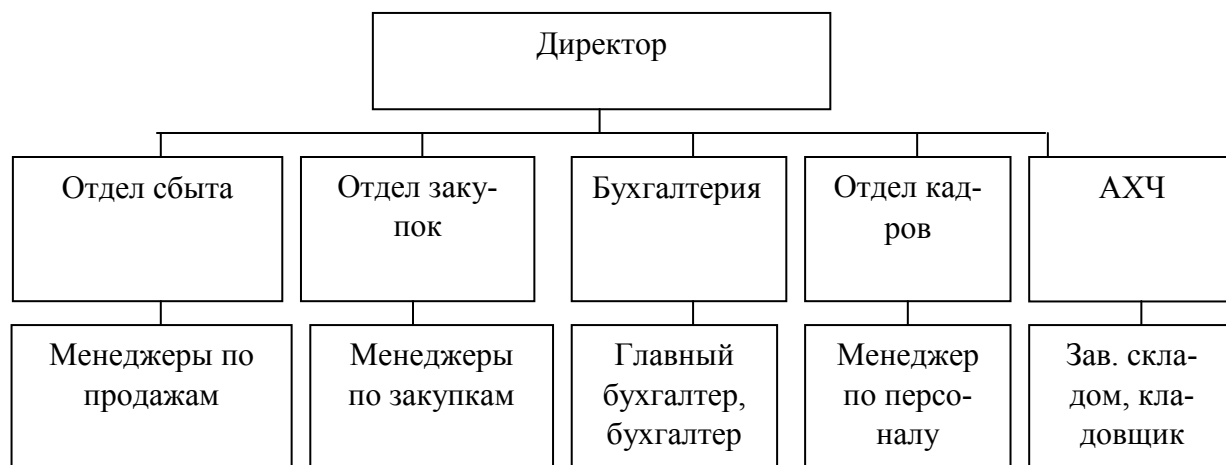 Директор
Отдел сбыта
Отдел заку-
пок
Бухгалтерия
Отдел кад-
ров
АХЧ
Менеджеры по
продажам
Менеджеры
по закупкам
Главный
бухгалтер,
бухгалтер
Менеджер
по персо-
налу
Зав. скла-
дом, кла-
довщик